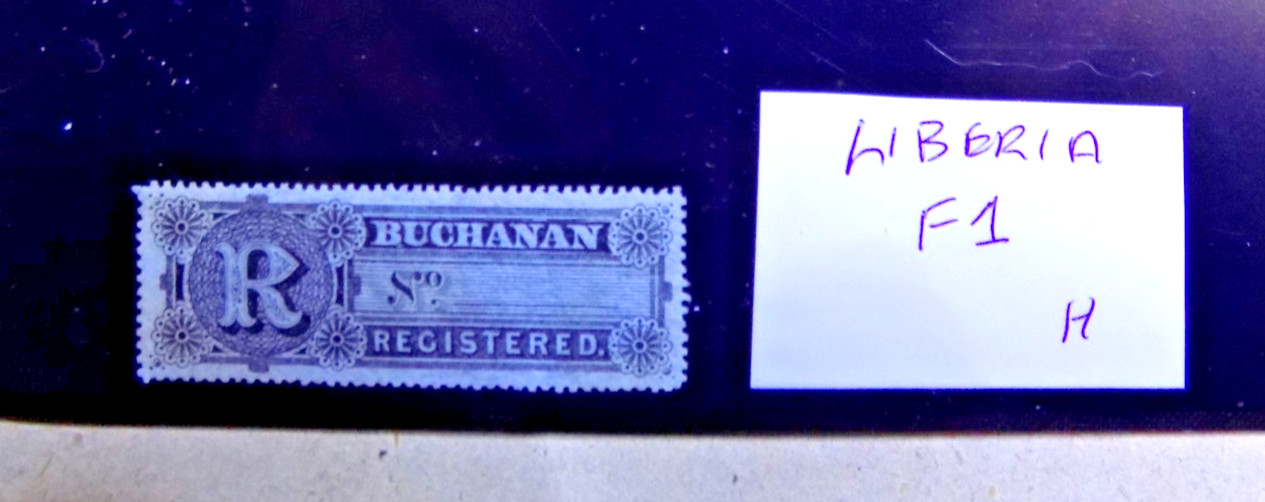 R
BUCHANAN
No.
REGISTERED.
LIBERIA
F1
H